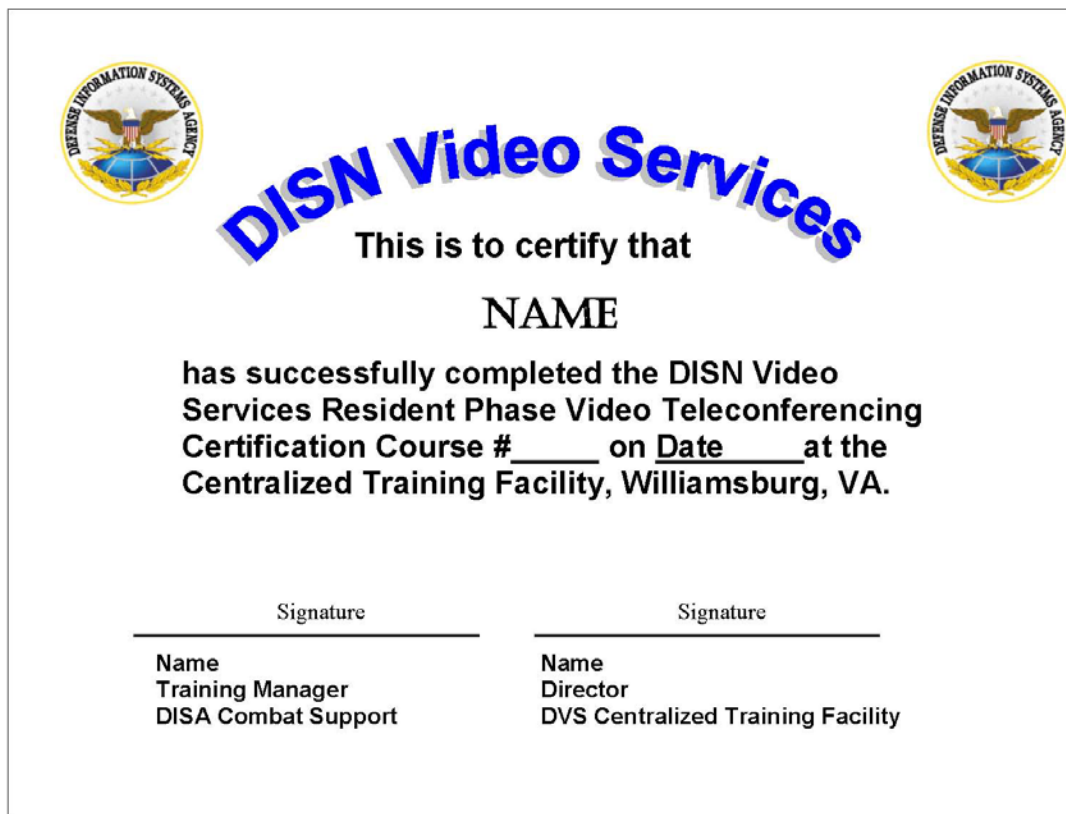 DEFENSE INFORMATION SYSTEMS AGENCY
DEFENSE INFORMATION SYSTEMS AGENCY
DISN Video Services
This is to certify that
NAME
has successfully completed the DISN Video
Services Resident Phase Video Teleconferencing
Certification Course #_____ on Date_____at the
Centralized Training Facility, Williamsburg, VA.
Signature Signature
Name Name
Training Manager Director
DISA Combat Support DVS Centralized Training Facility